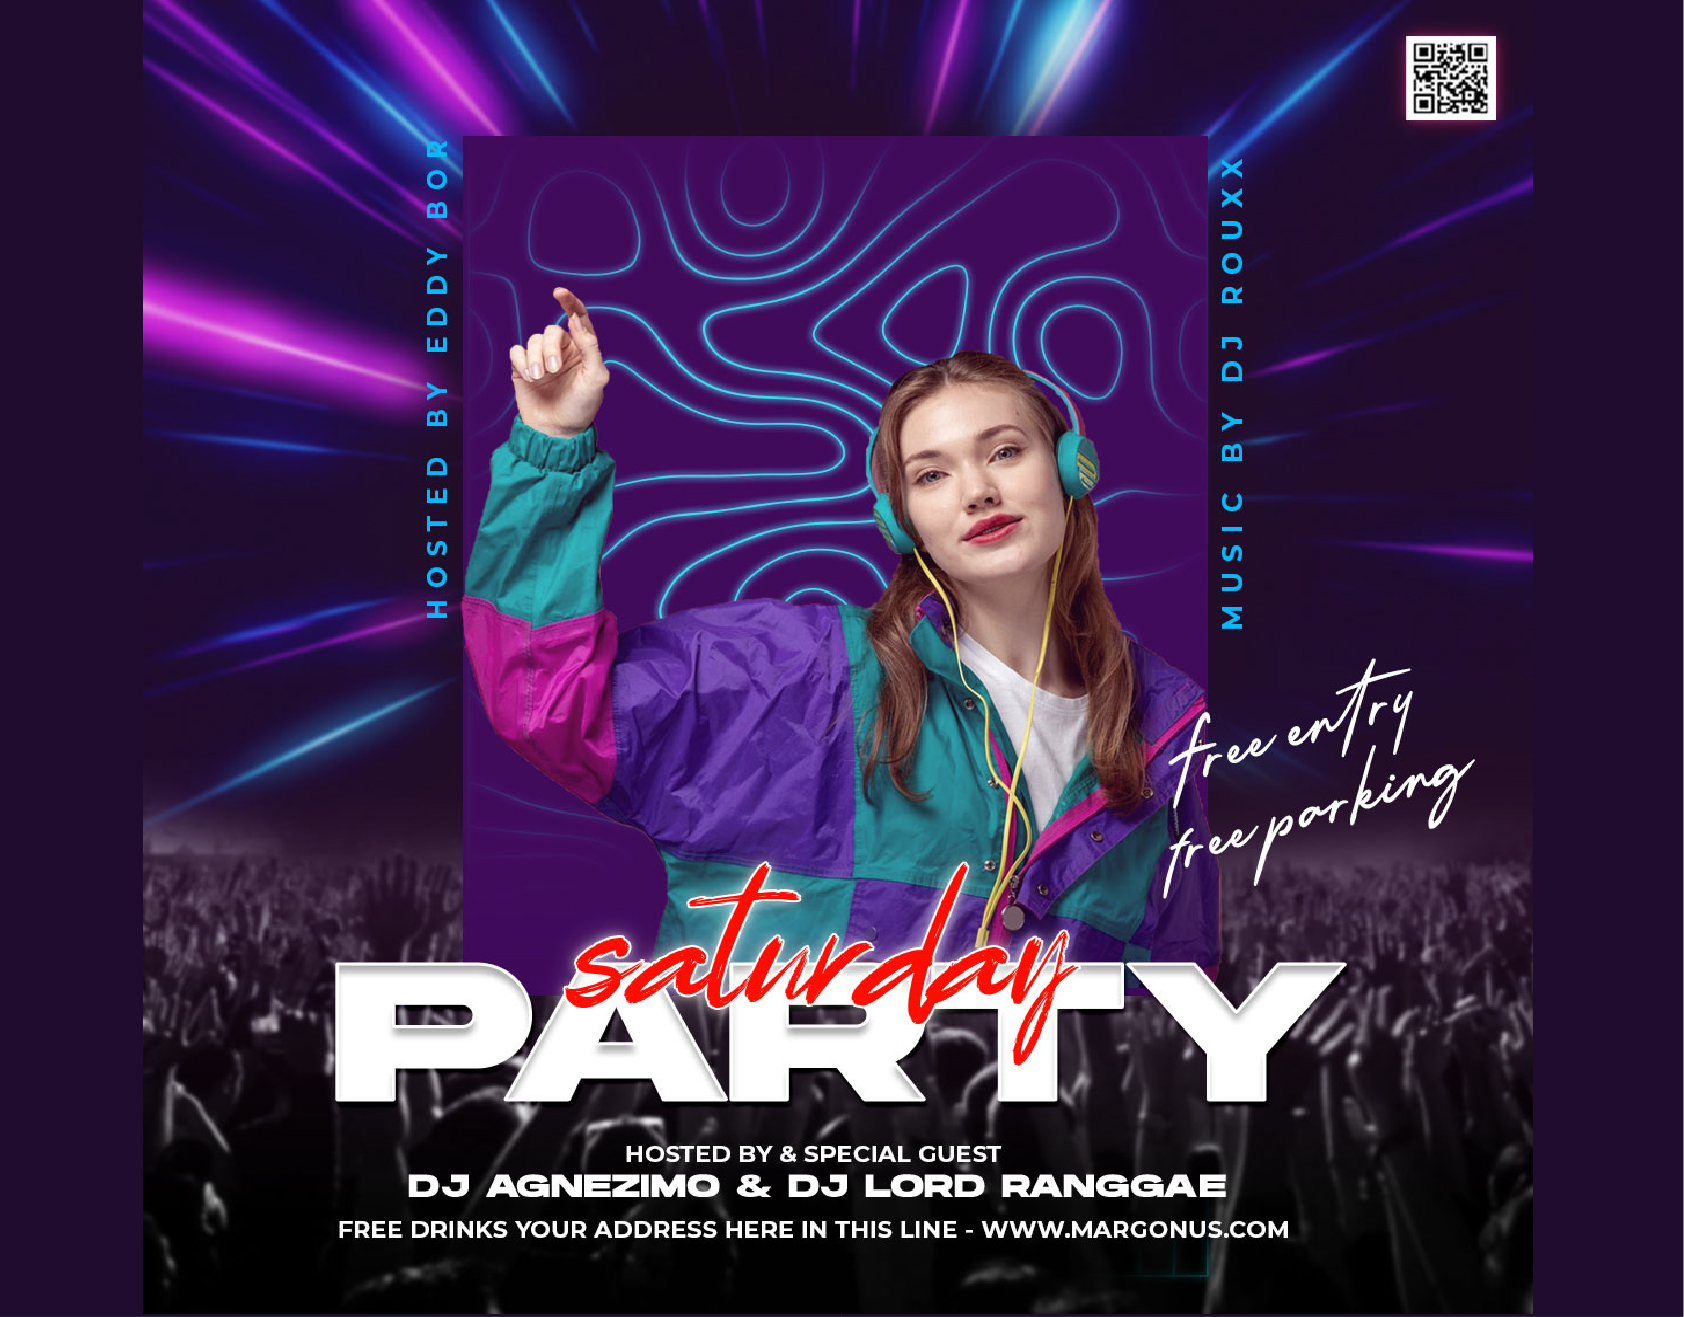 HOSTED BY EDDY BOR
MUSIC BY DJ ROUXX
free entry
free parking
saturday
PARTY
HOSTED BY & SPECIAL GUEST
DJ AGNEZIMO & DJ LORD RANGGAE
FREE DRINKS YOUR ADDRESS HERE IN THIS LINE - WWW.MARGONUS.COM